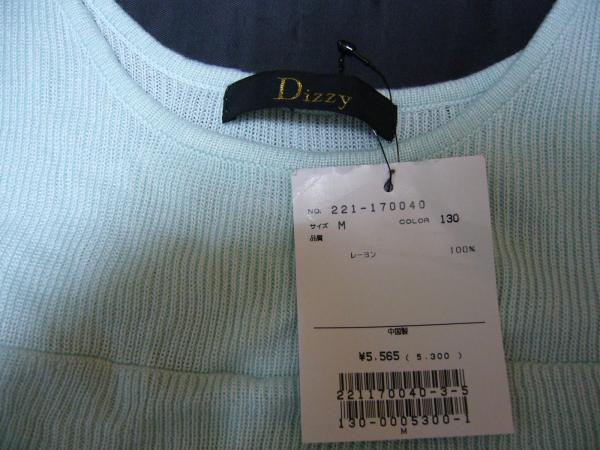 Dizzy
NO. 221-170040
サイズ M COLOR 130
品質
レーヨン 100%
中国製
¥5.565 ( 5.300 )
221170040-3-5
130-0005300-1
M